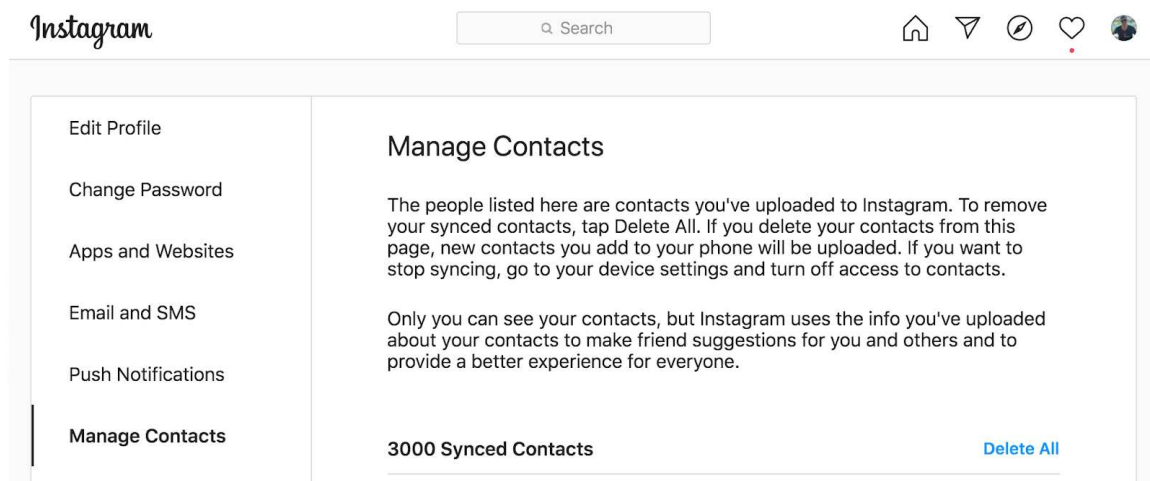 Instagram
Search
Edit Profile
Change Password
Apps and Websites
Email and SMS
Push Notifications
Manage Contacts
Manage Contacts
The people listed here are contacts you've uploaded to Instagram. To remove
your synced contacts, tap Delete All. If you delete your contacts from this
page, new contacts you add to your phone will be uploaded. If you want to
stop syncing, go to your device settings and turn off access to contacts.
Only you can see your contacts, but Instagram uses the info you've uploaded
about your contacts to make friend suggestions for you and others and to
provide a better experience for everyone.
3000 Synced Contacts
Delete All